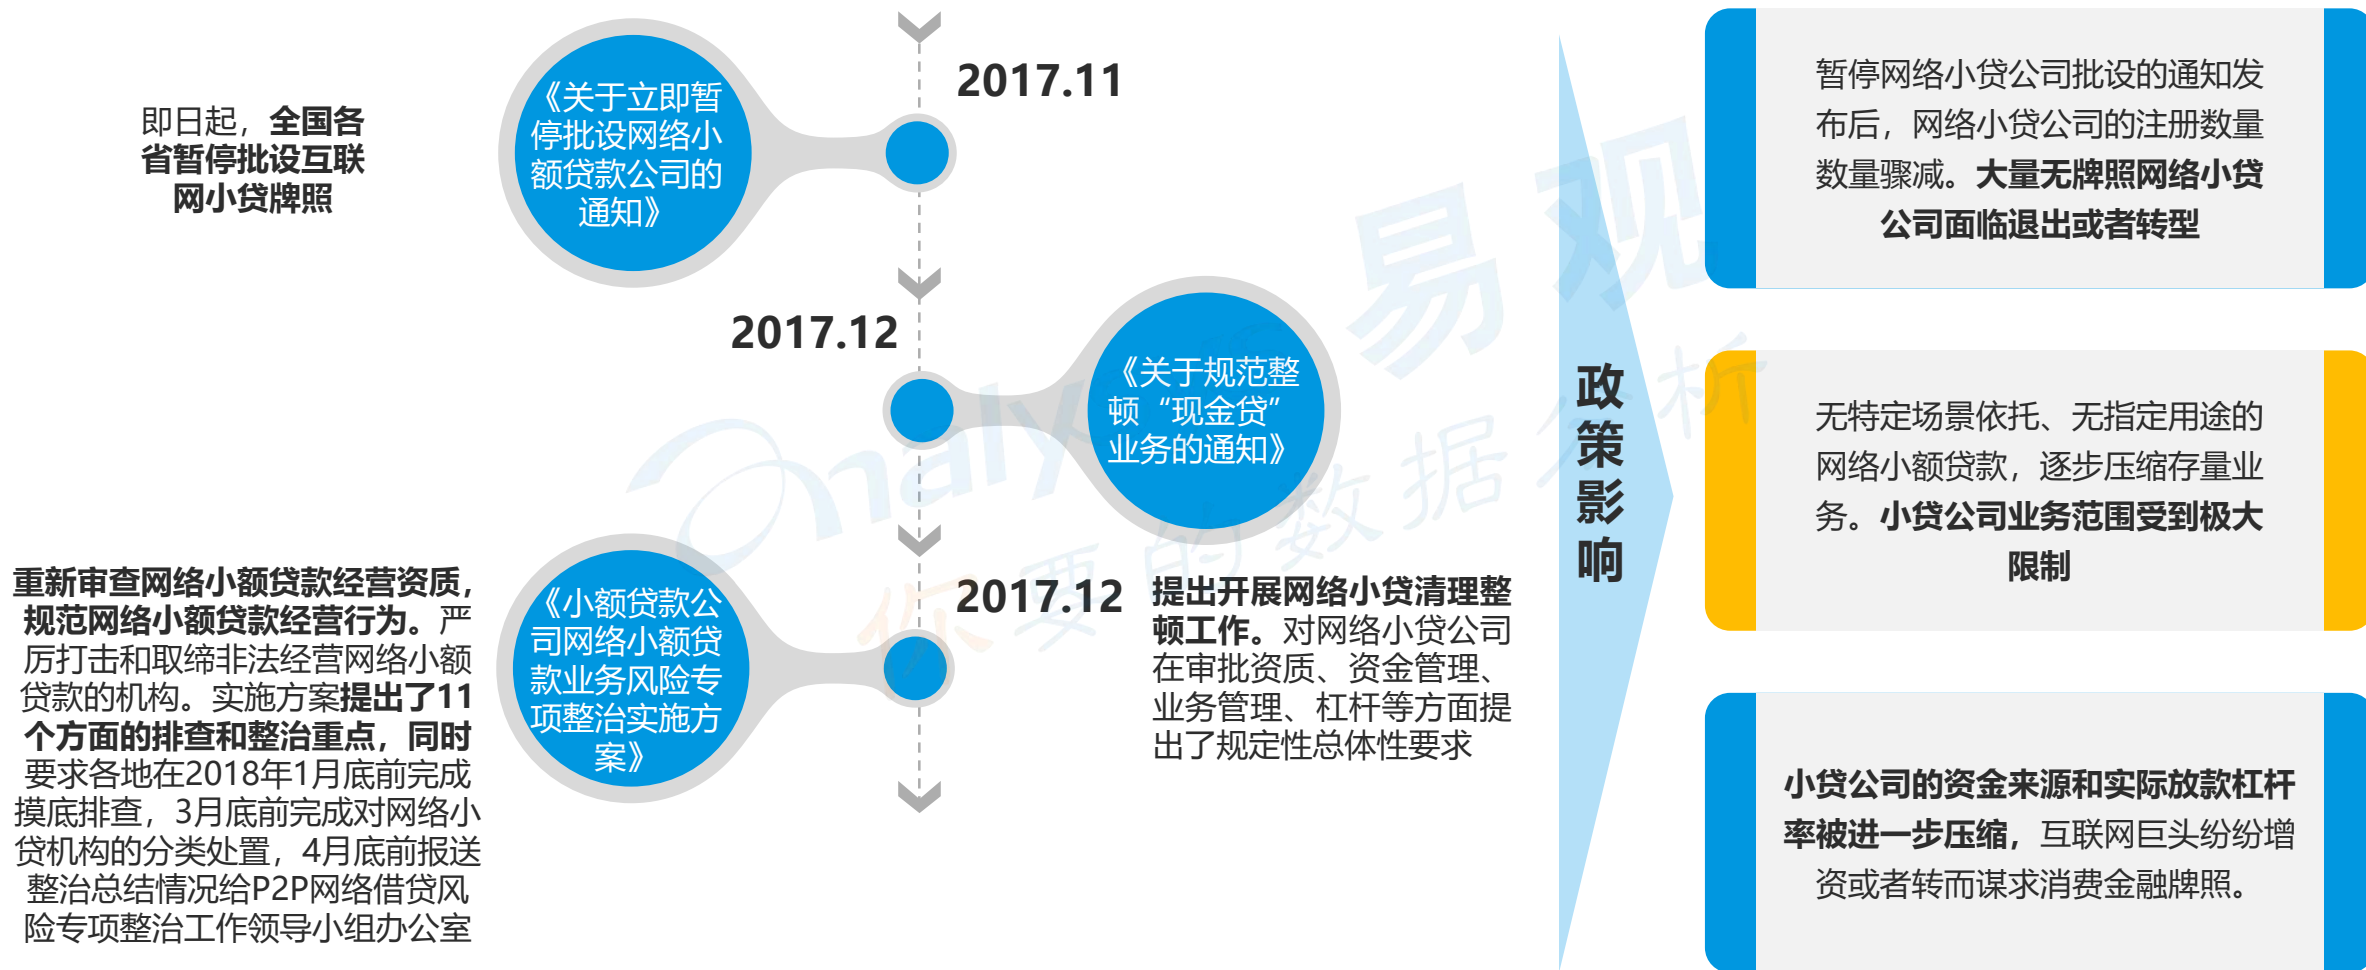 2017.11
即日起，全国各
省暂停批设互联
网小贷牌照
《关于立即暂
停批设网络小
额贷款公司的
通知》
2017.12
《关于规范整
顿“现金贷”
业务的通知》
提出开展网络小贷清理整
顿工作。对网络小贷公司
在审批资质、资金管理、
业务管理、杠杆等方面提
出了规定性总体性要求
2017.12
《小额贷款公
司网络小额贷
款业务风险专
项整治实施方
案》
重新审查网络小额贷款经营资质，
规范网络小额贷款经营行为。严
厉打击和取缔非法经营网络小额
贷款的机构。实施方案提出了11
个方面的排查和整治重点，同时
要求各地在2018年1月底前完成
摸底排查，3月底前完成对网络小
贷机构的分类处置，4月底前报送
整治总结情况给P2P网络借贷风
险专项整治工作领导小组办公室
政
策
影
响
暂停网络小贷公司批设的通知发
布后，网络小贷公司的注册数量
数量骤减。大量无牌照网络小贷
公司面临退出或者转型
无特定场景依托、无指定用途的
网络小额贷款，逐步压缩存量业
务。小贷公司业务范围受到极大
限制
小贷公司的资金来源和实际放款杠杆
率被进一步压缩，互联网巨头纷纷增
资或者转而谋求消费金融牌照。
易观
你要的数据分析